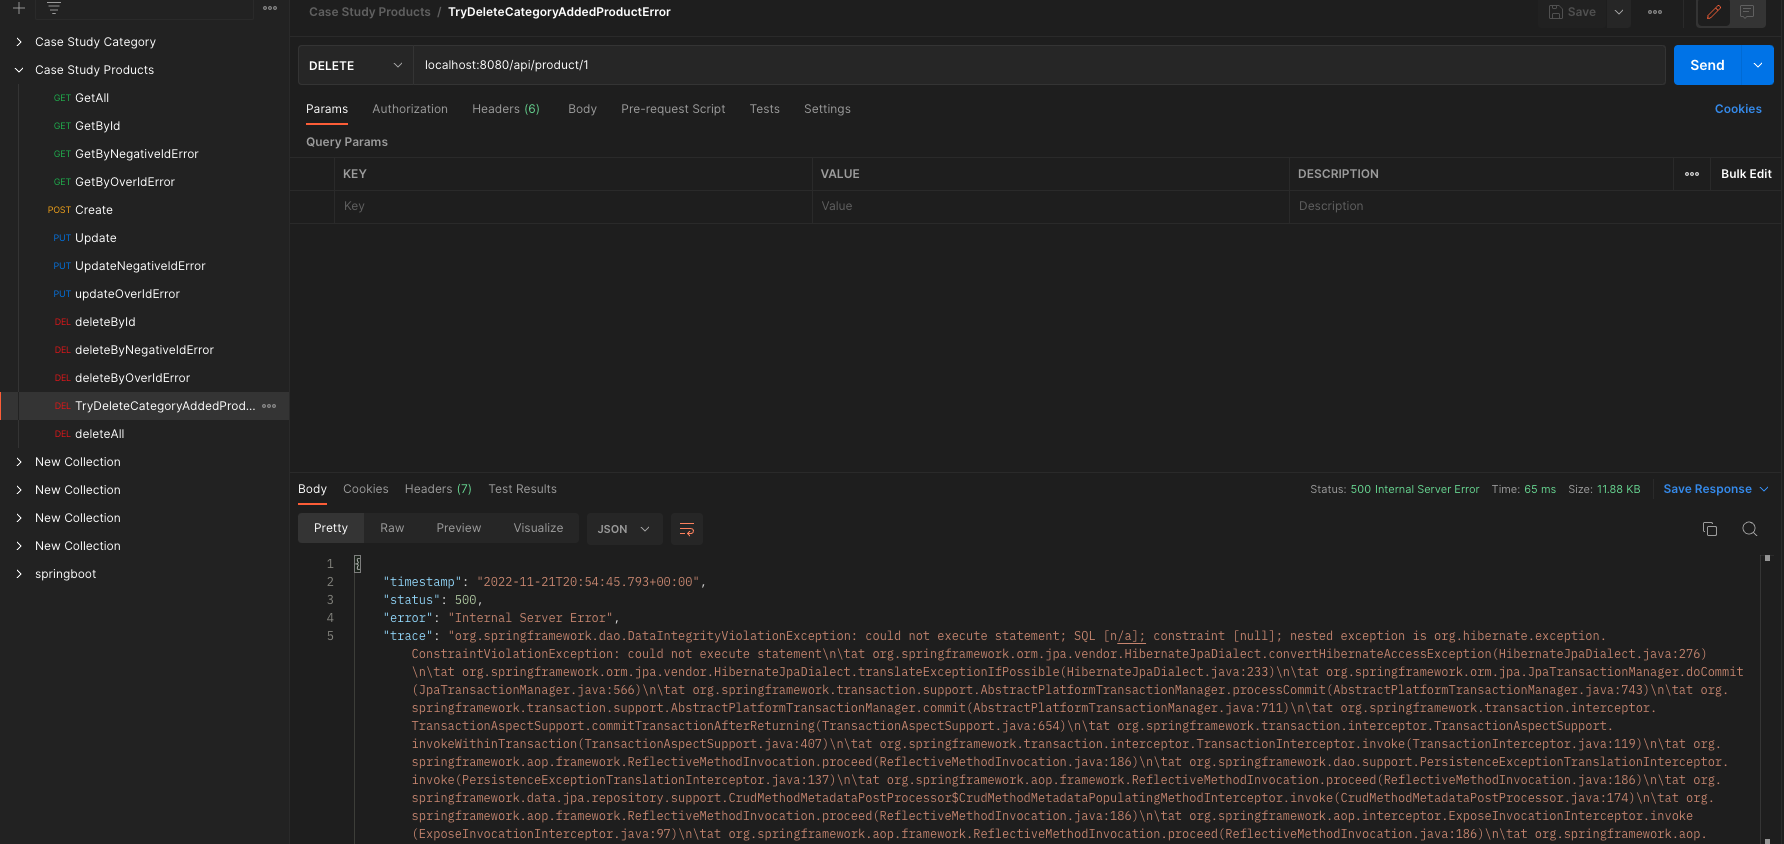 Case Study Products / TryDeleteCategoryAddedProductError
Save
Case Study Category
Case Study Products
GET GetAll
GET GetById
GET GetByNegativeIdError
GET GetByOverIdError
POST Create
PUT Update
PUT UpdateNegativeIdError
PUT updateOverIdError
DEL deleteById
DEL deleteByNegativeIdError
DEL deleteByOverIdError
DEL TryDeleteCategoryAddedProd...
DEL deleteAll
New Collection
New Collection
New Collection
New Collection
springboot
DELETE localhost:8080/api/product/1 Send
Params Authorization Headers (6) Body Pre-request Script Tests Settings Cookies
Query Params
KEY VALUE DESCRIPTION Bulk Edit
Key Value Description
Body Cookies Headers (7) Test Results Status: 500 Internal Server Error Time: 65 ms Size: 11.88 KB Save Response
Pretty Raw Preview Visualize JSON
1 {
2 "timestamp": "2022-11-21T20:54:45.793+00:00",
3 "status": 500,
4 "error": "Internal Server Error",
5 "trace": "org.springframework.dao.DataIntegrityViolationException: could not execute statement; SQL [n/a]; constraint [null]; nested exception is org.hibernate.exception.
ConstraintViolationException: could not execute statement\n\tat org.springframework.orm.jpa.vendor.HibernateJpaDialect.convertHibernateAccessException(HibernateJpaDialect.java:276)
\n\tat org.springframework.orm.jpa.vendor.HibernateJpaDialect.translateExceptionIfPossible(HibernateJpaDialect.java:233)\n\tat org.springframework.orm.jpa.JpaTransactionManager.doCommit
(JpaTransactionManager.java:566)\n\tat org.springframework.transaction.support.AbstractPlatformTransactionManager.processCommit(AbstractPlatformTransactionManager.java:743)\n\tat org.
springframework.transaction.support.AbstractPlatformTransactionManager.commit(AbstractPlatformTransactionManager.java:711)\n\tat org.springframework.transaction.interceptor.
TransactionAspectSupport.commitTransactionAfterReturning(TransactionAspectSupport.java:654)\n\tat org.springframework.transaction.interceptor.TransactionAspectSupport.
invokeWithinTransaction(TransactionAspectSupport.java:407)\n\tat org.springframework.transaction.interceptor.TransactionInterceptor.invoke(TransactionInterceptor.java:119)\n\tat org.
springframework.aop.framework.ReflectiveMethodInvocation.proceed(ReflectiveMethodInvocation.java:186)\n\tat org.springframework.dao.support.PersistenceExceptionTranslationInterceptor.
invoke(PersistenceExceptionTranslationInterceptor.java:137)\n\tat org.springframework.aop.framework.ReflectiveMethodInvocation.proceed(ReflectiveMethodInvocation.java:186)\n\tat org.
springframework.data.jpa.repository.support.CrudMethodMetadataPostProcessor$CrudMethodMetadataPopulatingMethodInterceptor.invoke(CrudMethodMetadataPostProcessor.java:174)\n\tat org.
springframework.aop.framework.ReflectiveMethodInvocation.proceed(ReflectiveMethodInvocation.java:186)\n\tat org.springframework.aop.interceptor.ExposeInvocationInterceptor.invoke
(ExposeInvocationInterceptor.java:97)\n\tat org.springframework.aop.framework.ReflectiveMethodInvocation.proceed(ReflectiveMethodInvocation.java:186)\n\tat org.springframework.aop.